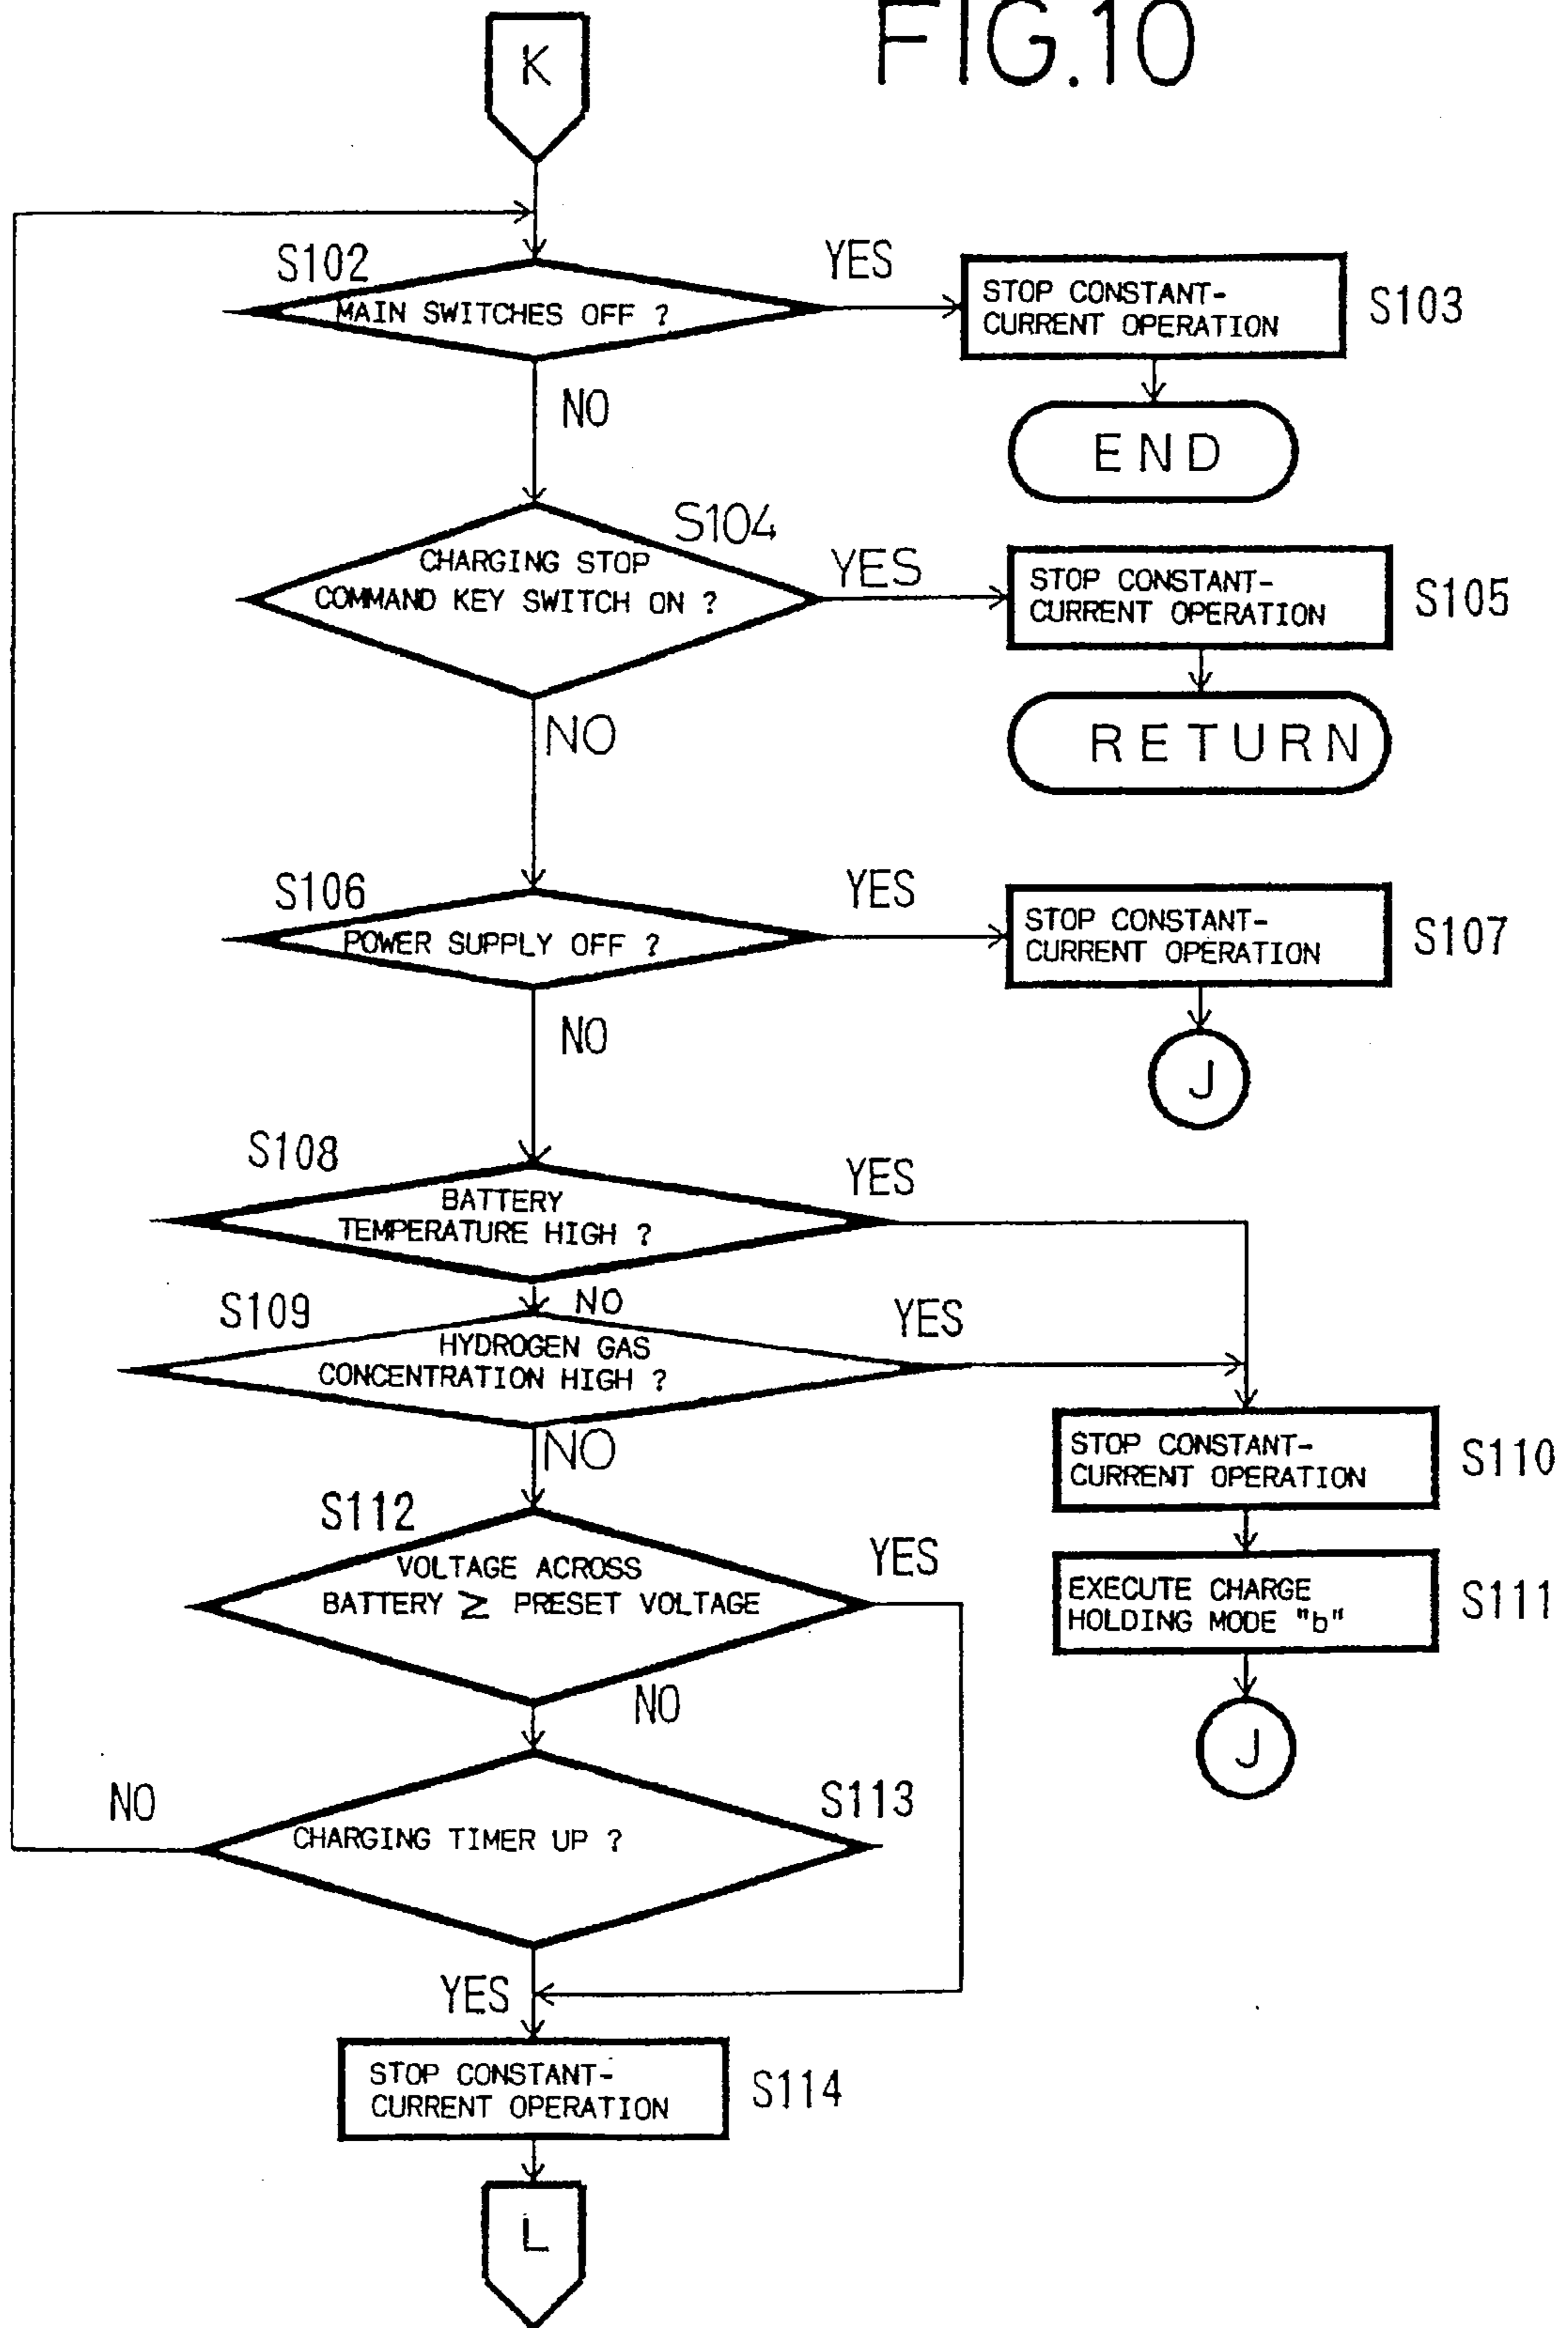 FIG.10
K
S102
MAIN SWITCHES OFF ?
YES
STOP CONSTANT-
CURRENT OPERATION
S103
NO
END
S104
CHARGING STOP
COMMAND KEY SWITCH ON ?
YES
STOP CONSTANT-
CURRENT OPERATION
S105
NO
RETURN
S106
POWER SUPPLY OFF ?
YES
STOP CONSTANT-
CURRENT OPERATION
S107
NO
J
S108
BATTERY
TEMPERATURE HIGH ?
YES
NO
S109
HYDROGEN GAS
CONCENTRATION HIGH ?
YES
NO
STOP CONSTANT-
CURRENT OPERATION
S110
S112
VOLTAGE ACROSS
BATTERY ≥ PRESET VOLTAGE
YES
EXECUTE CHARGE
HOLDING MODE "b"
S111
NO
J
S113
CHARGING TIMER UP ?
NO
YES
STOP CONSTANT-
CURRENT OPERATION
S114
L